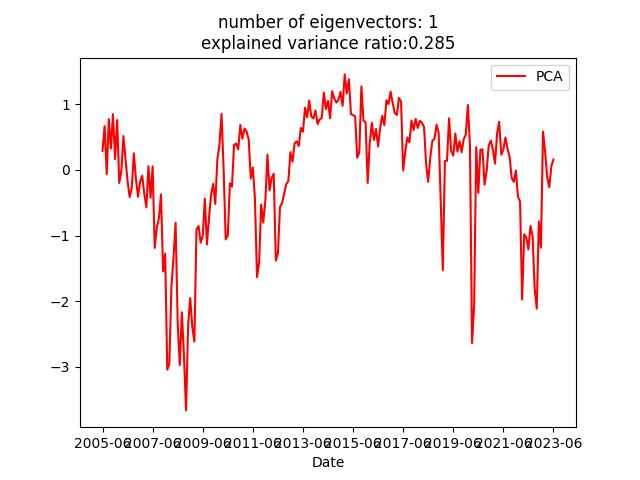 number of eigenvectors: 1
explained variance ratio:0.285
PCA
1
0
−1
−2
−3
2005-06 2007-06 2009-06 2011-06 2013-06 2015-06 2017-06 2019-06 2021-06 2023-06
Date